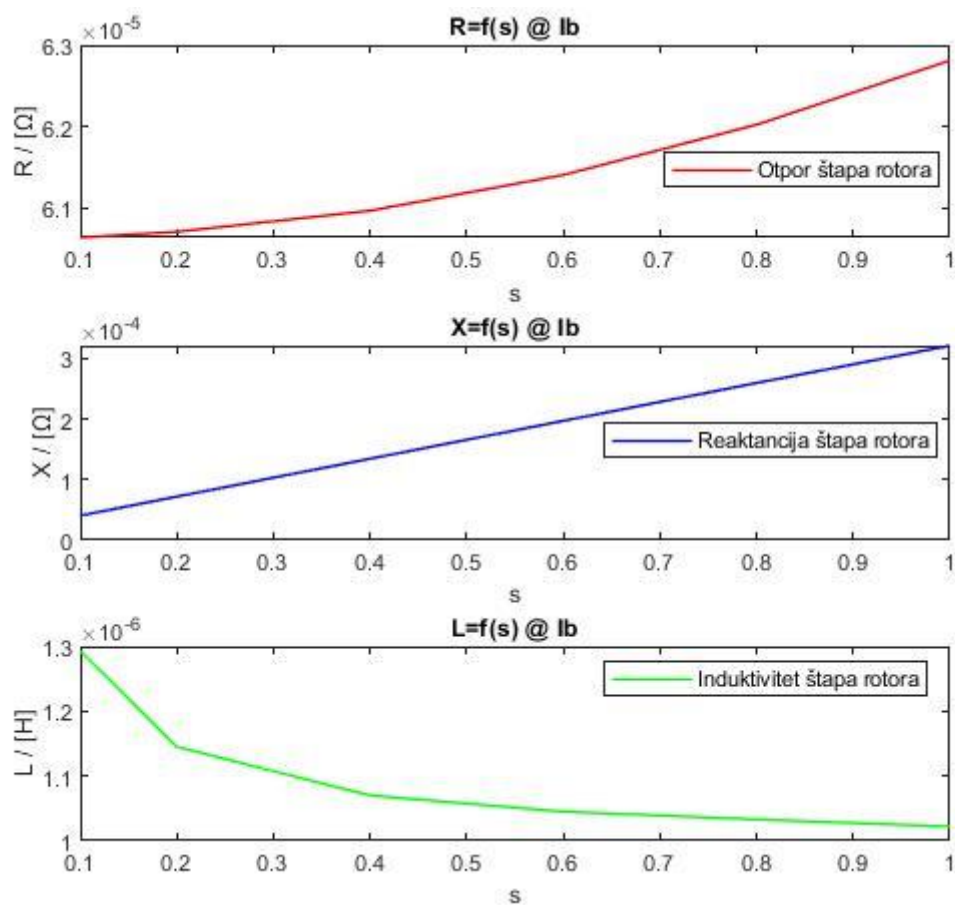 ×10⁻⁵
R=f(s) @ Ib
6.3
6.2
6.1
R / [Ω]
Otpor štapa rotora
0.1 0.2 0.3 0.4 0.5 0.6 0.7 0.8 0.9 1
s
×10⁻⁴
X=f(s) @ Ib
3
2
1
0
X / [Ω]
Reaktancija štapa rotora
0.1 0.2 0.3 0.4 0.5 0.6 0.7 0.8 0.9 1
s
×10⁻⁶
L=f(s) @ Ib
1.3
1.2
1.1
1
L / [H]
Induktivitet štapa rotora
0.1 0.2 0.3 0.4 0.5 0.6 0.7 0.8 0.9 1
s